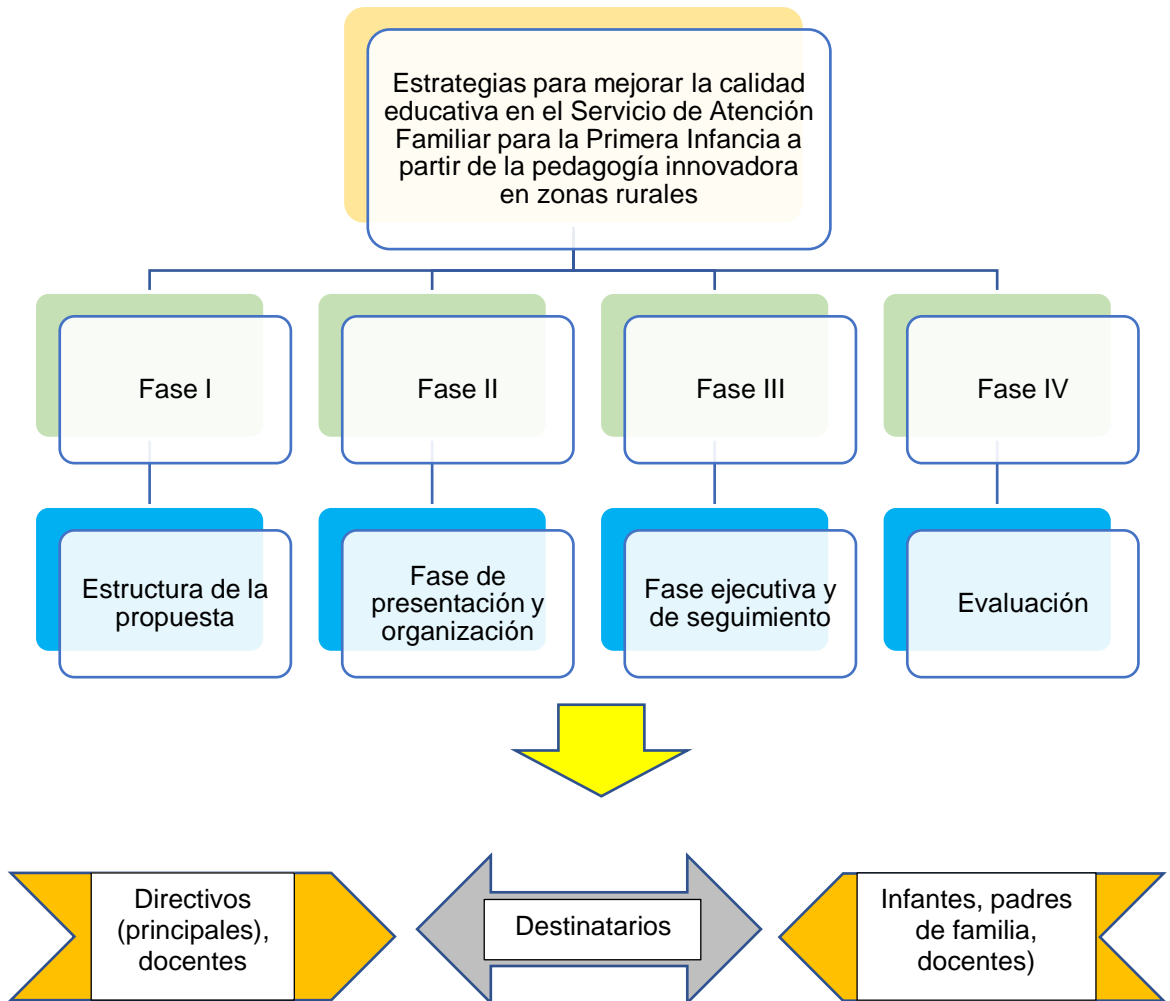 Estrategias para mejorar la calidad
educativa en el Servicio de Atención
Familiar para la Primera Infancia a
partir de la pedagogía innovadora
en zonas rurales
Fase I
Fase II
Fase III
Fase IV
Estructura de la
propuesta
Fase de
presentación y
organización
Fase ejecutiva y
de seguimiento
Evaluación
Directivos
(principales),
docentes
Destinatarios
Infantes, padres
de familia,
docentes)